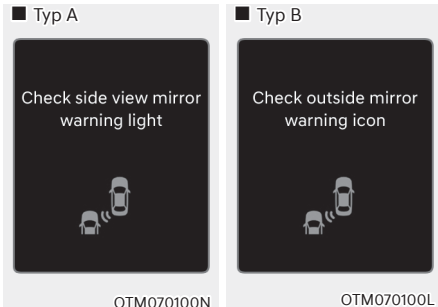 ■ Typ A
Check side view mirror
warning light
OTM070100N
■ Typ B
Check outside mirror
warning icon
OTM070100L